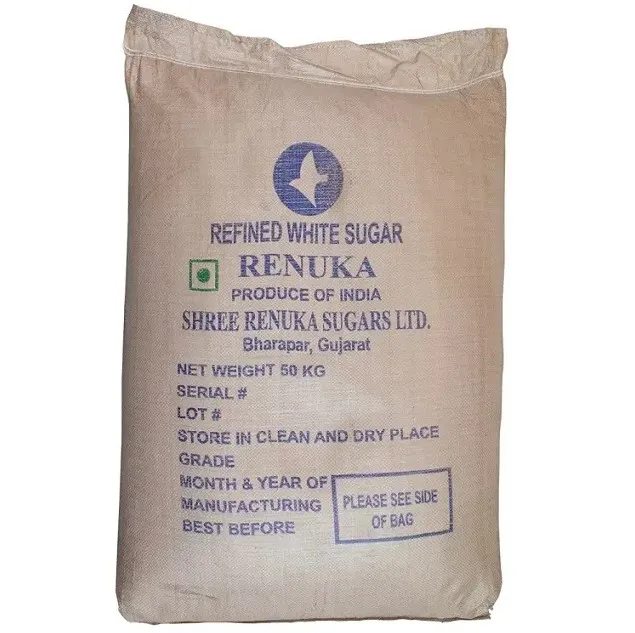 REFINED WHITE SUGAR
RENUKA
PRODUCE OF INDIA
SHREE RENUKA SUGARS LTD.
Bharapar, Gujarat
NET WEIGHT 50 KG
SERIAL #
LOT #
STORE IN CLEAN AND DRY PLACE
GRADE
MONTH & YEAR OF
MANUFACTURING
BEST BEFORE
PLEASE SEE SIDE
OF BAG